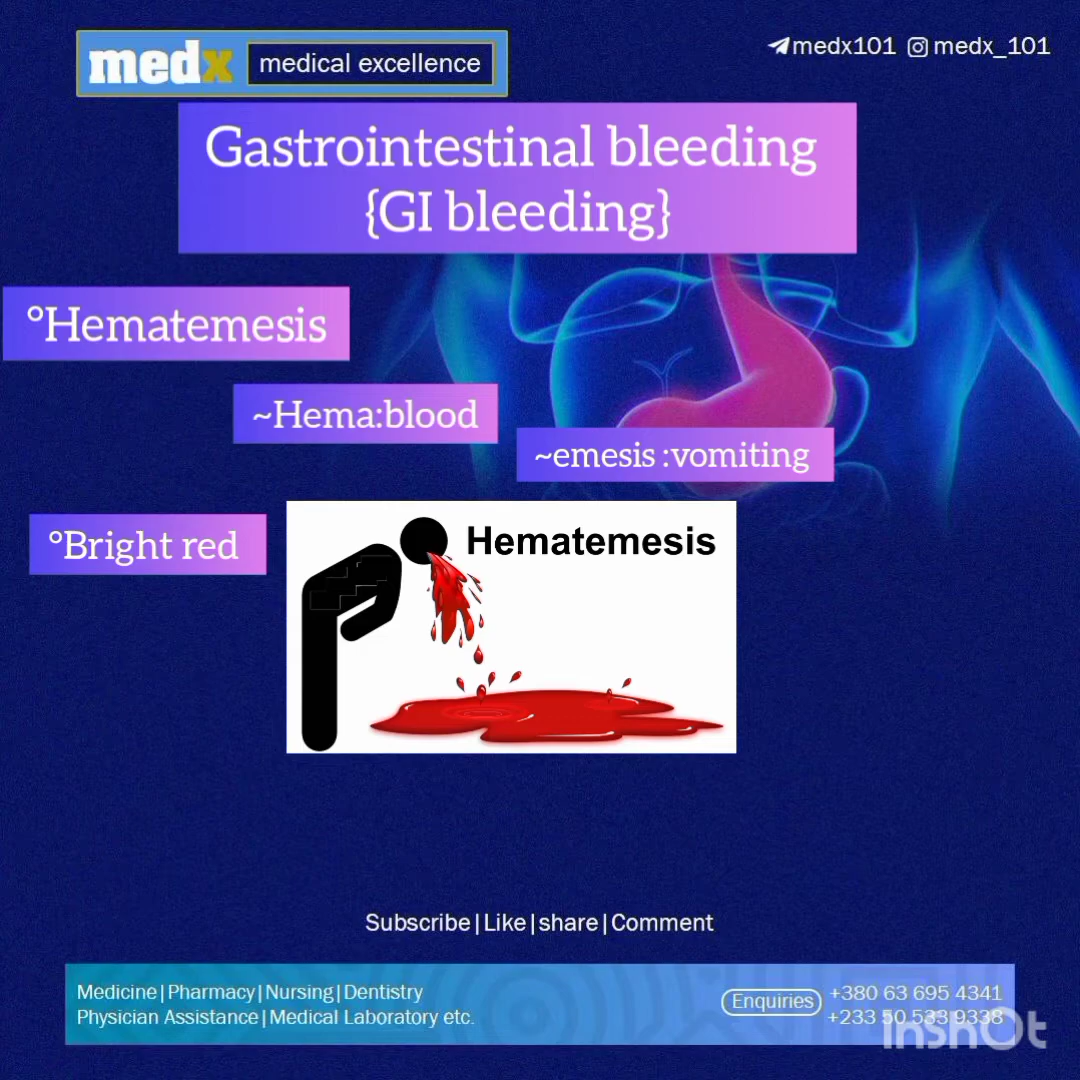 medx medical excellence
medx101 medx_101
Gastrointestinal bleeding
{GI bleeding}
°Hematemesis
~Hema:blood
~emesis :vomiting
°Bright red
Hematemesis
Subscribe|Like|share|Comment
Medicine|Pharmacy|Nursing|Dentistry
Physician Assistance|Medical Laboratory etc.
Enquiries
+380 63 695 4341
+233 50 533 9338
InShOt